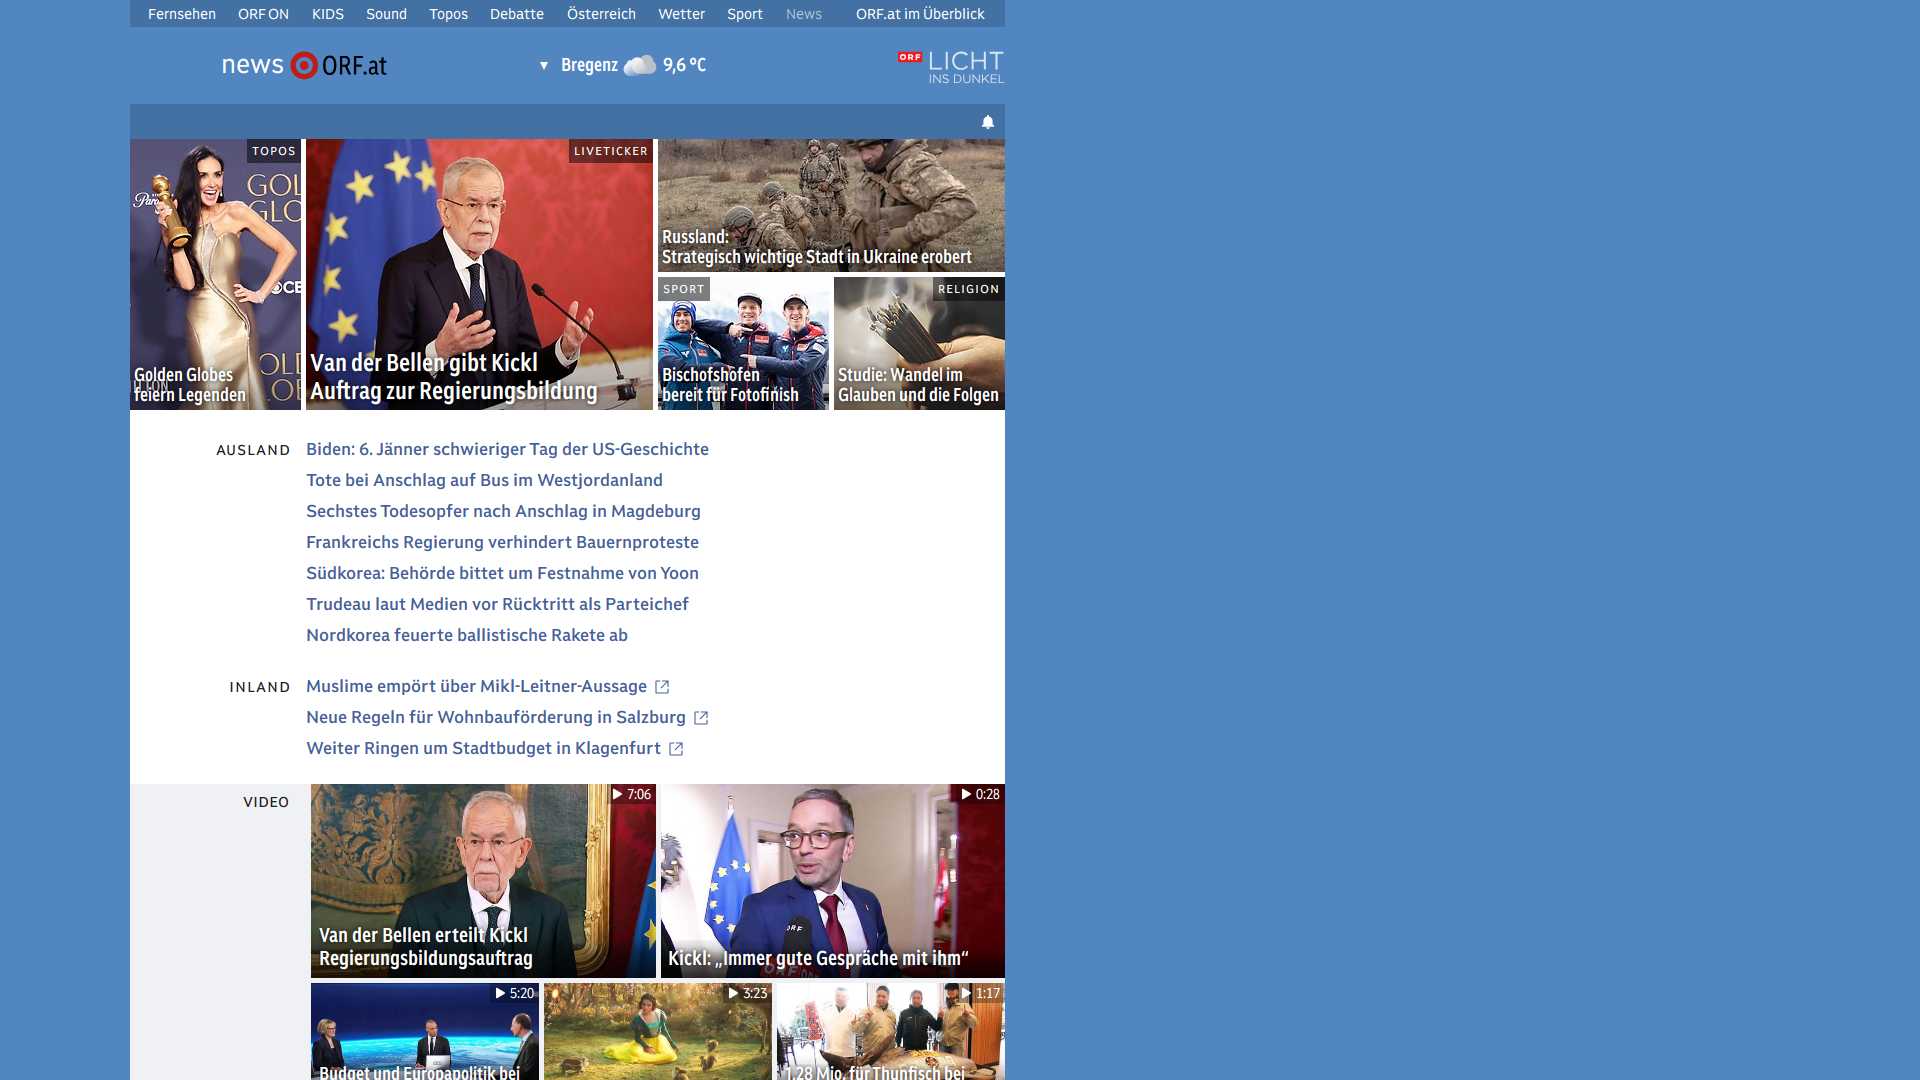 Fernsehen ORF ON KIDS Sound Topos Debatte Österreich Wetter Sport News ORF.at im Überblick
news ORF.at
Bregenz 9,6 °C
ORF LICHT
INS DUNKEL
TOPOS
GOL
GLO
Golden Globes
feiern Legenden
LIVETICKER
Van der Bellen gibt Kickl
Auftrag zur Regierungsbildung
Russland:
Strategisch wichtige Stadt in Ukraine erobert
SPORT
Bischofshofen
bereit für Fotofinish
RELIGION
Studie: Wandel im
Glauben und die Folgen
AUSLAND
Biden: 6. Jänner schwieriger Tag der US-Geschichte
Tote bei Anschlag auf Bus im Westjordanland
Sechstes Todesopfer nach Anschlag in Magdeburg
Frankreichs Regierung verhindert Bauernproteste
Südkorea: Behörde bittet um Festnahme von Yoon
Trudeau laut Medien vor Rücktritt als Parteichef
Nordkorea feuerte ballistische Rakete ab
INLAND
Muslime empört über Mikl-Leitner-Aussage
Neue Regeln für Wohnbauförderung in Salzburg
Weiter Ringen um Stadtbudget in Klagenfurt
VIDEO
7:06
Van der Bellen erteilt Kickl
Regierungsbildungsauftrag
0:28
ORF
Kickl: „Immer gute Gespräche mit ihm“
5:20
Budget und Europapolitik bei
3:23
1:17
1,28 Mio. für Thunfisch bei